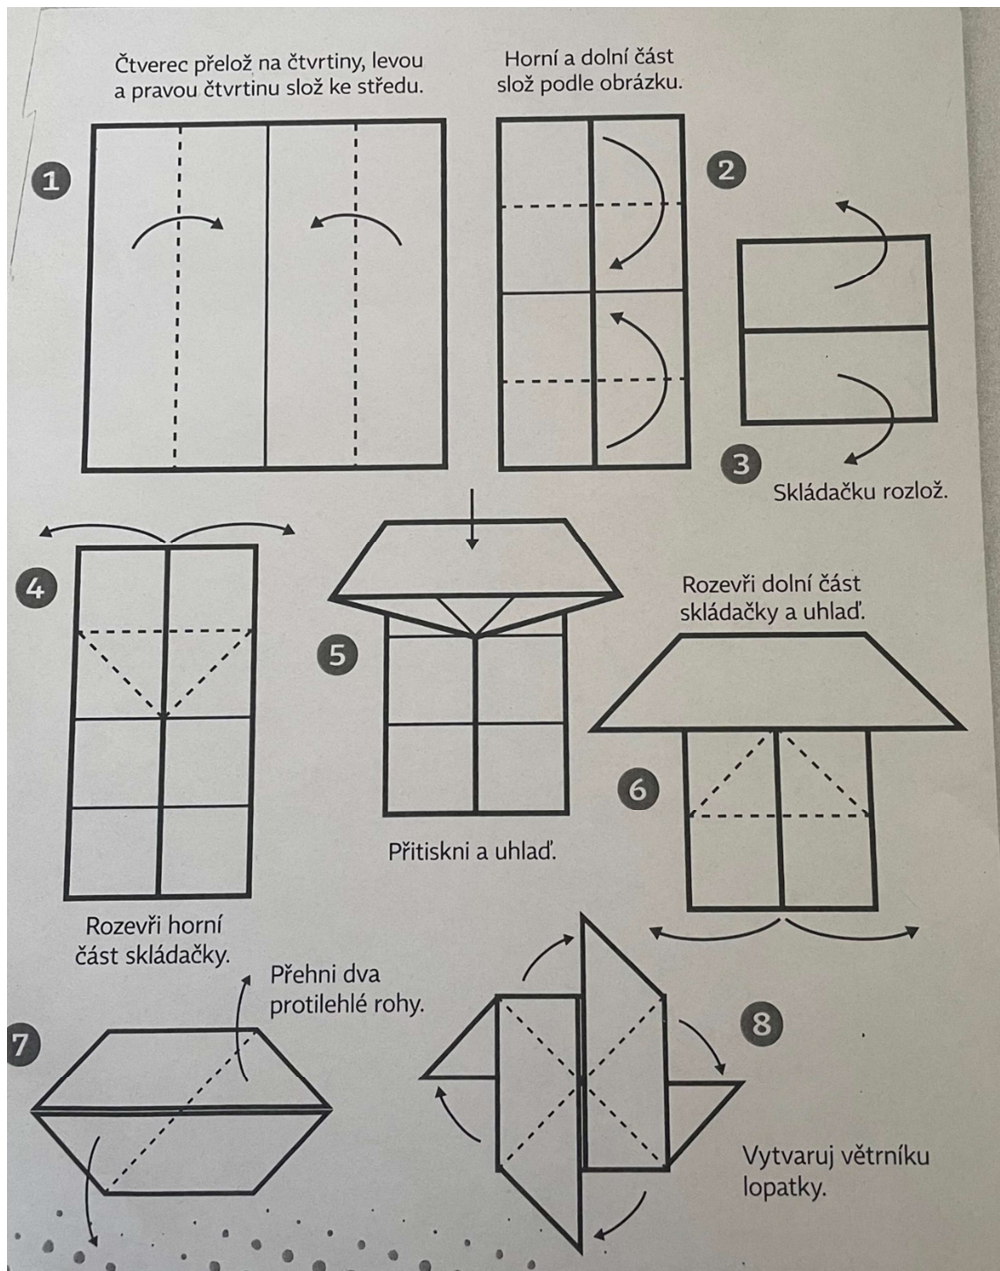 Čtverec přelož na čtvrtiny, levou
a pravou čtvrtinu slož ke středu.
1
Horní a dolní část
slož podle obrázku.
2
3
Skládačku rozlož.
4
Rozevři horní
část skládačky.
5
Přitiskni a uhlaď.
Rozevři dolní část
skládačky a uhlaď.
6
7
Přehni dva
protilehlé rohy.
8
Vytvaruj větrníku
lopatky.